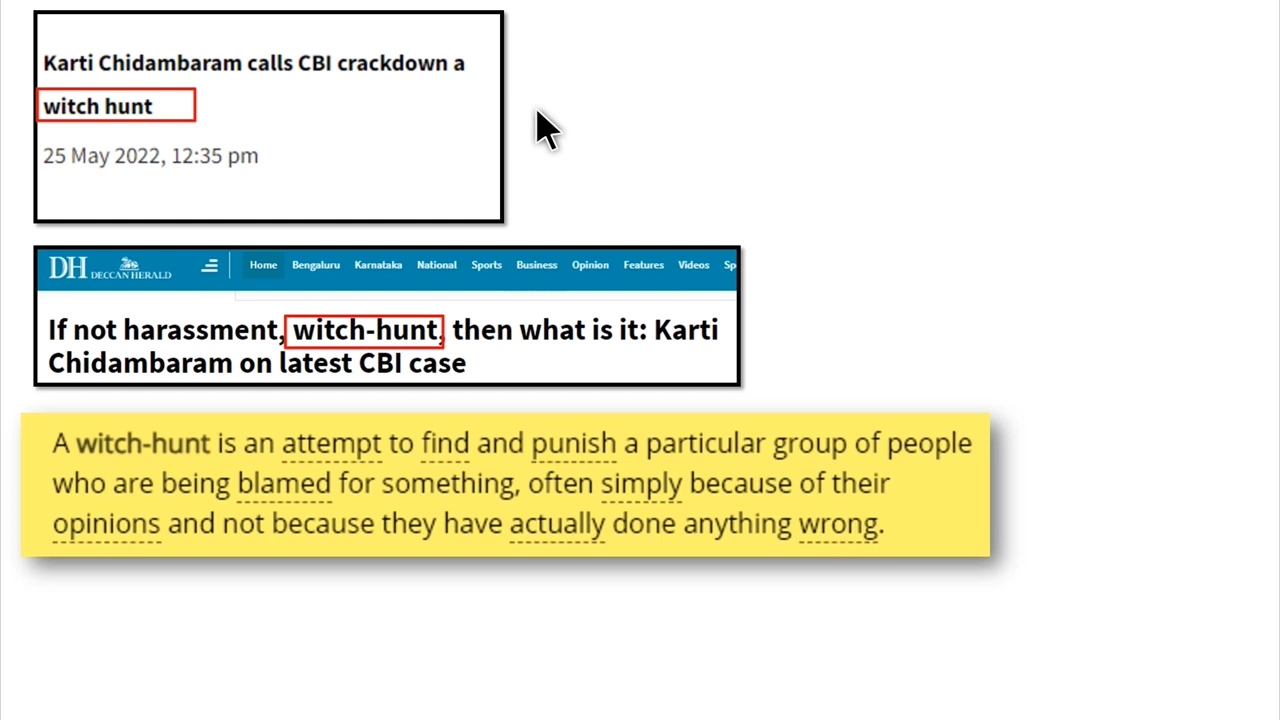 Karti Chidambaram calls CBI crackdown a
witch hunt
25 May 2022, 12:35 pm
DH DECCAN HERALD Home Bengaluru Karnataka National Sports Business Opinion Features Videos Sp
If not harassment, witch-hunt, then what is it: Karti
Chidambaram on latest CBI case
A witch-hunt is an attempt to find and punish a particular group of people
who are being blamed for something, often simply because of their
opinions and not because they have actually done anything wrong.